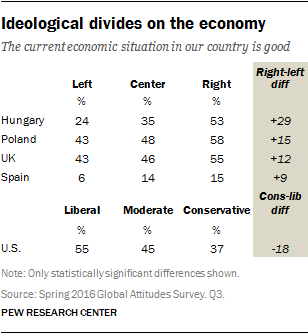 Ideological divides on the economy
The current economic situation in our country is good
Right-left
Left Center Right diff
% % %
Hungary 24 35 53 +29
Poland 43 48 58 +15
UK 43 46 55 +12
Spain 6 14 15 +9
Cons-lib
Liberal Moderate Conservative diff
% % %
U.S. 55 45 37 -18
Note: Only statistically significant differences shown.
Source: Spring 2016 Global Attitudes Survey. Q3.
PEW RESEARCH CENTER